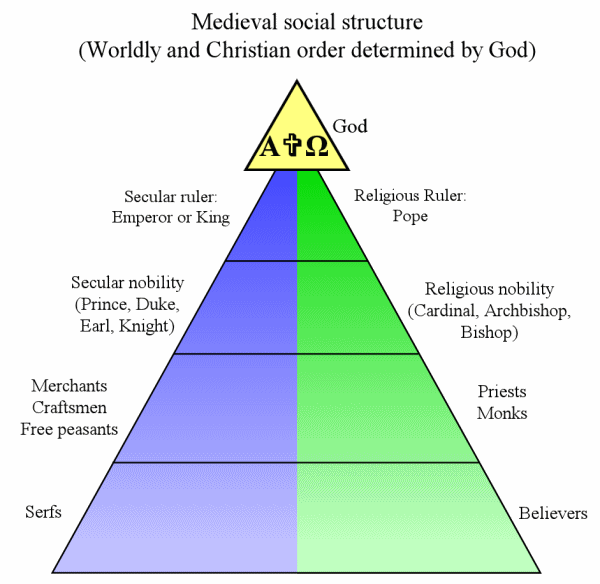 Medieval social structure
(Worldly and Christian order determined by God)
God
Α✞Ω
Secular ruler:
Emperor or King
Religious Ruler:
Pope
Secular nobility
(Prince, Duke,
Earl, Knight)
Religious nobility
(Cardinal, Archbishop,
Bishop)
Merchants
Craftsmen
Free peasants
Priests
Monks
Serfs
Believers